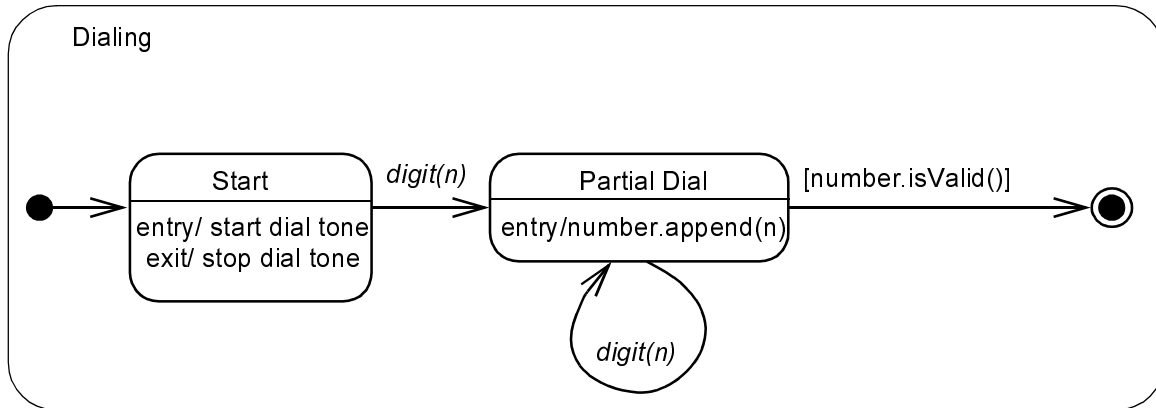 Dialing
Start
entry/ start dial tone
exit/ stop dial tone
digit(n)
Partial Dial
entry/number.append(n)
digit(n)
[number.isValid()]